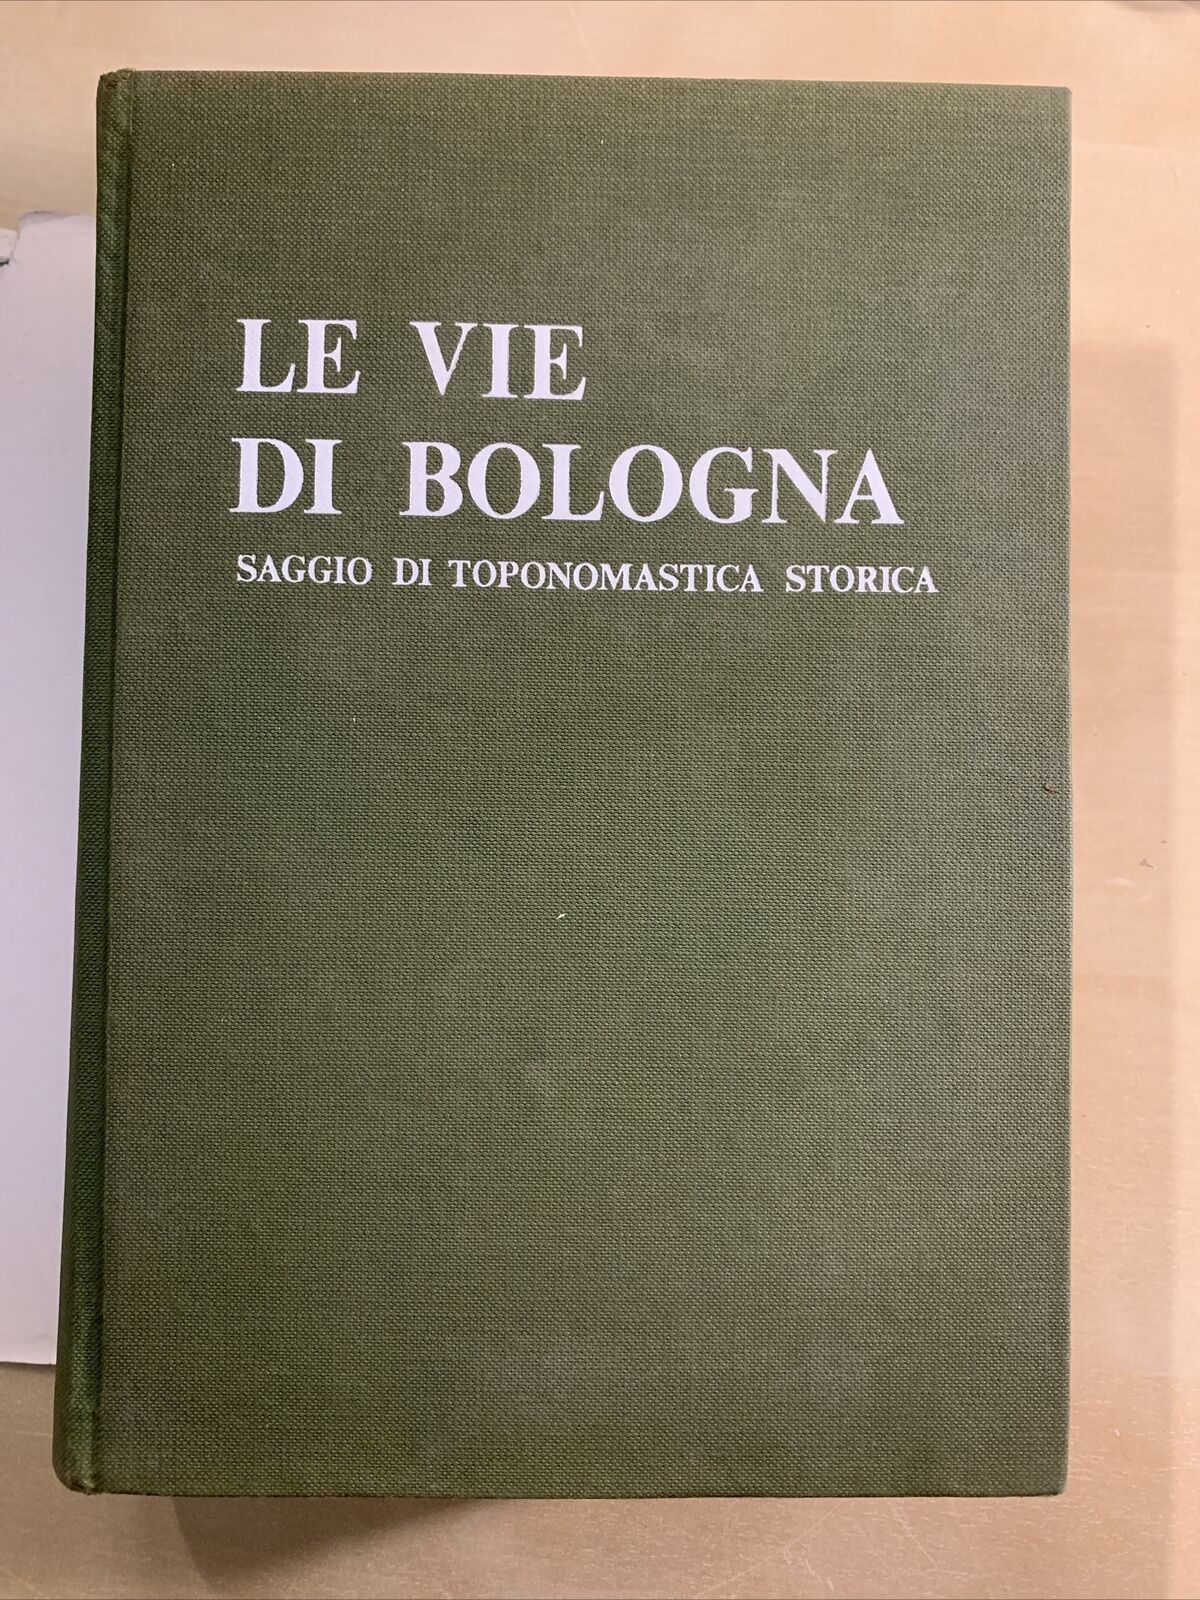 LE VIE
DI BOLOGNA
SAGGIO DI TOPONOMASTICA STORICA